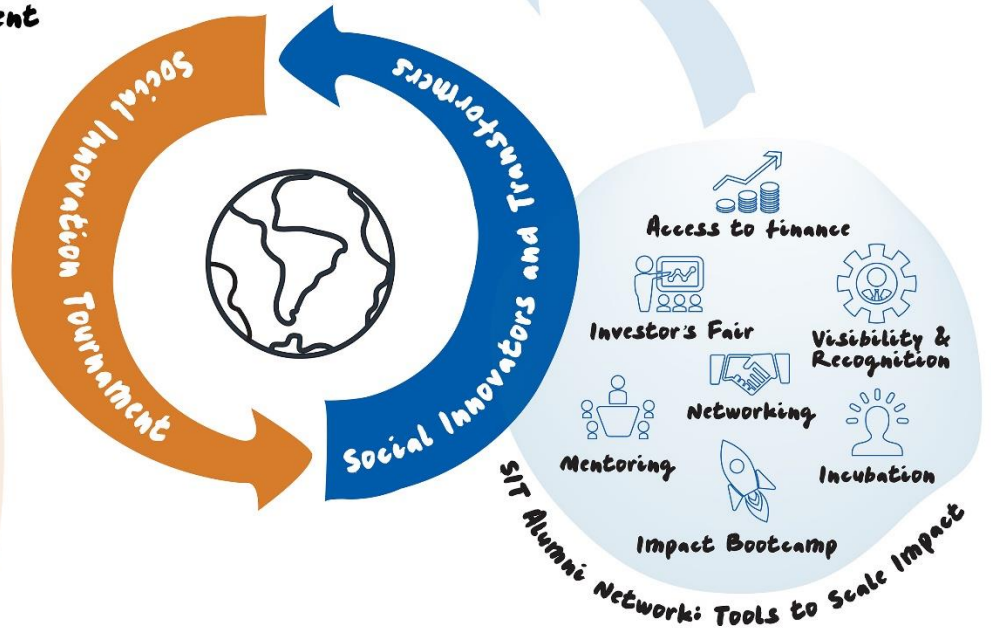 ent
Social Innovation Tournament
Social Innovators and Transformers
Access to finance
Investor's Fair
Visibility &
Recognition
Networking
Mentoring
Incubation
Impact Bootcamp
SIT Alumni Network: Tools to Scale Impact